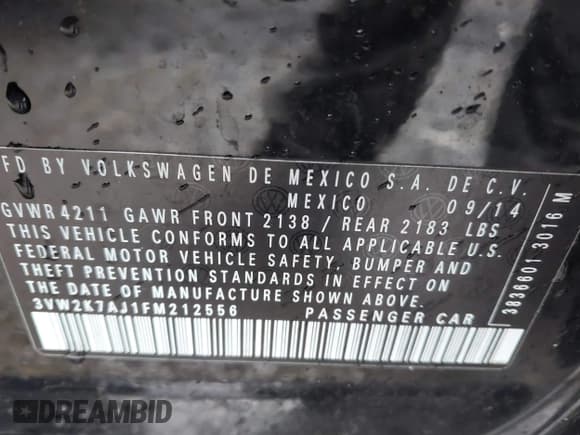 FD BY VOLKSWAGEN DE MEXICO S.A. DE C.V.
MEXICO 09/14
GVWR 4211 GAWR FRONT 2138 / REAR 2183 LBS
THIS VEHICLE CONFORMS TO ALL APPLICABLE U.S.
FEDERAL MOTOR VEHICLE SAFETY, BUMPER AND
THEFT PREVENTION STANDARDS IN EFFECT ON
THE DATE OF MANUFACTURE SHOWN ABOVE.
3VW2K7AJ1FM212556 PASSENGER CAR
3836601 3016 M
DREAMBID